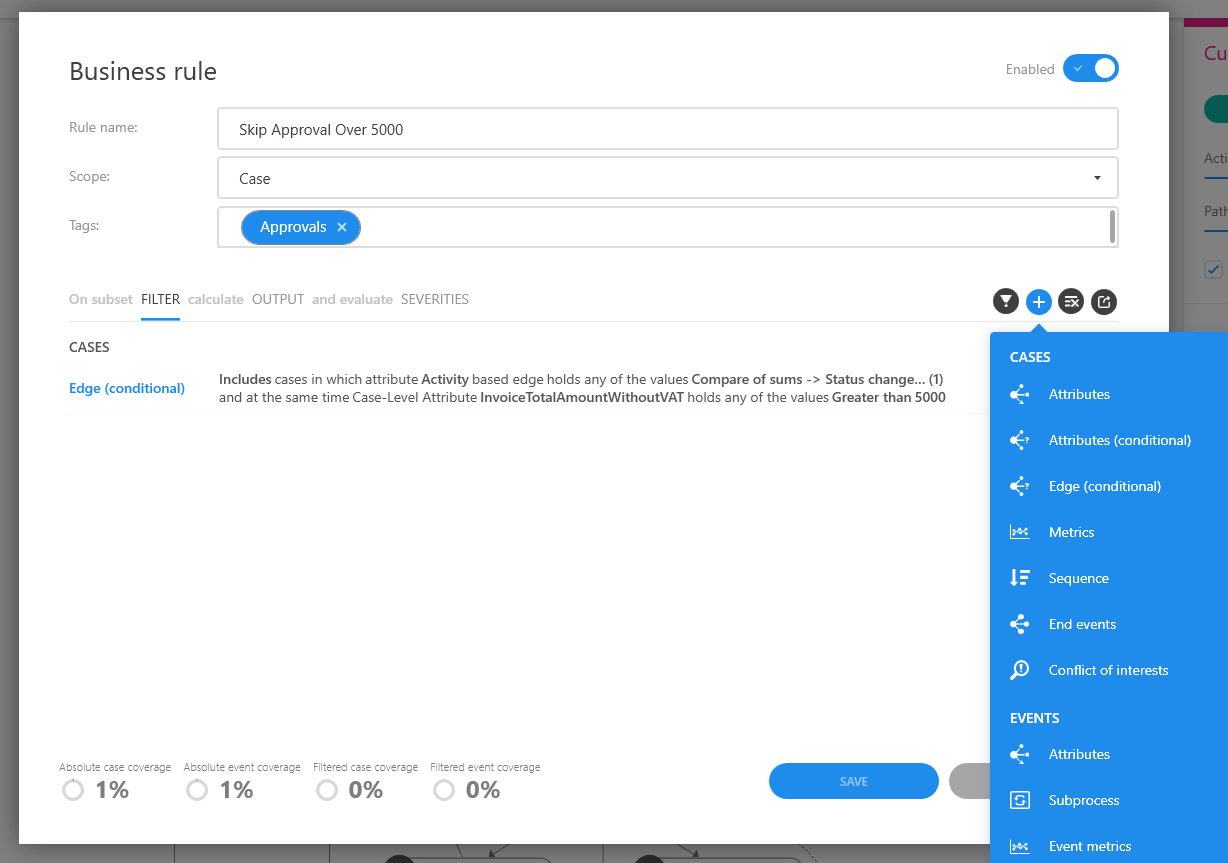 Business rule
Enabled
Cu
Rule name:
Skip Approval Over 5000
Scope:
Case
Acti
Path
Tags:
Approvals
On subset FILTER calculate OUTPUT and evaluate SEVERITIES
CASES
Edge (conditional)
Includes cases in which attribute Activity based edge holds any of the values Compare of sums -> Status change... (1)
and at the same time Case-Level Attribute InvoiceTotalAmountWithoutVAT holds any of the values Greater than 5000
CASES
Attributes
Attributes (conditional)
Edge (conditional)
Metrics
Sequence
End events
Conflict of interests
EVENTS
Attributes
Subprocess
Event metrics
Absolute case coverage
1%
Absolute event coverage
1%
Filtered case coverage
0%
Filtered event coverage
0%
SAVE